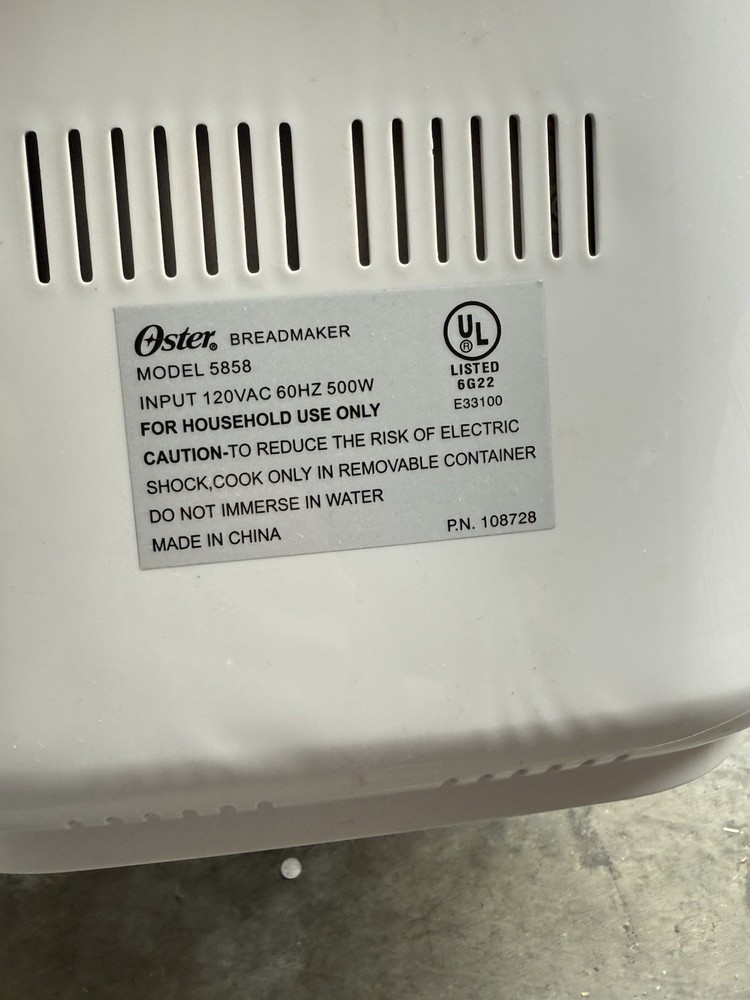 Oster® BREADMAKER
MODEL 5858
INPUT 120VAC 60HZ 500W
FOR HOUSEHOLD USE ONLY
CAUTION-TO REDUCE THE RISK OF ELECTRIC
SHOCK,COOK ONLY IN REMOVABLE CONTAINER
DO NOT IMMERSE IN WATER
MADE IN CHINA
UL®
LISTED
6G22
E33100
P.N. 108728